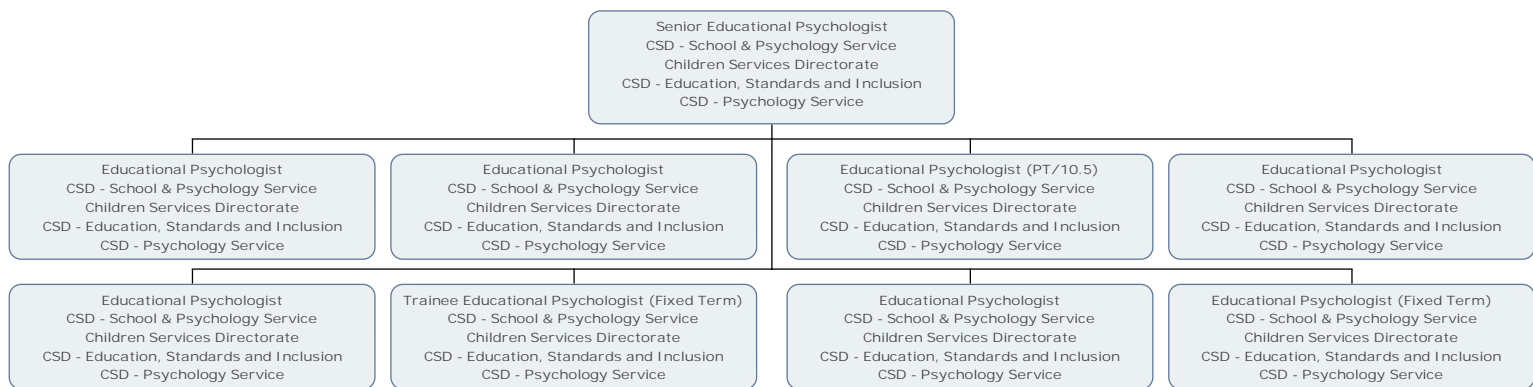 Senior Educational Psychologist
CSD - School & Psychology Service
Children Services Directorate
CSD - Education, Standards and Inclusion
CSD - Psychology Service
Educational Psychologist
CSD - School & Psychology Service
Children Services Directorate
CSD - Education, Standards and Inclusion
CSD - Psychology Service
Educational Psychologist
CSD - School & Psychology Service
Children Services Directorate
CSD - Education, Standards and Inclusion
CSD - Psychology Service
Educational Psychologist (PT/10.5)
CSD - School & Psychology Service
Children Services Directorate
CSD - Education, Standards and Inclusion
CSD - Psychology Service
Educational Psychologist
CSD - School & Psychology Service
Children Services Directorate
CSD - Education, Standards and Inclusion
CSD - Psychology Service
Educational Psychologist
CSD - School & Psychology Service
Children Services Directorate
CSD - Education, Standards and Inclusion
CSD - Psychology Service
Trainee Educational Psychologist (Fixed Term)
CSD - School & Psychology Service
Children Services Directorate
CSD - Education, Standards and Inclusion
CSD - Psychology Service
Educational Psychologist
CSD - School & Psychology Service
Children Services Directorate
CSD - Education, Standards and Inclusion
CSD - Psychology Service
Educational Psychologist (Fixed Term)
CSD - School & Psychology Service
Children Services Directorate
CSD - Education, Standards and Inclusion
CSD - Psychology Service